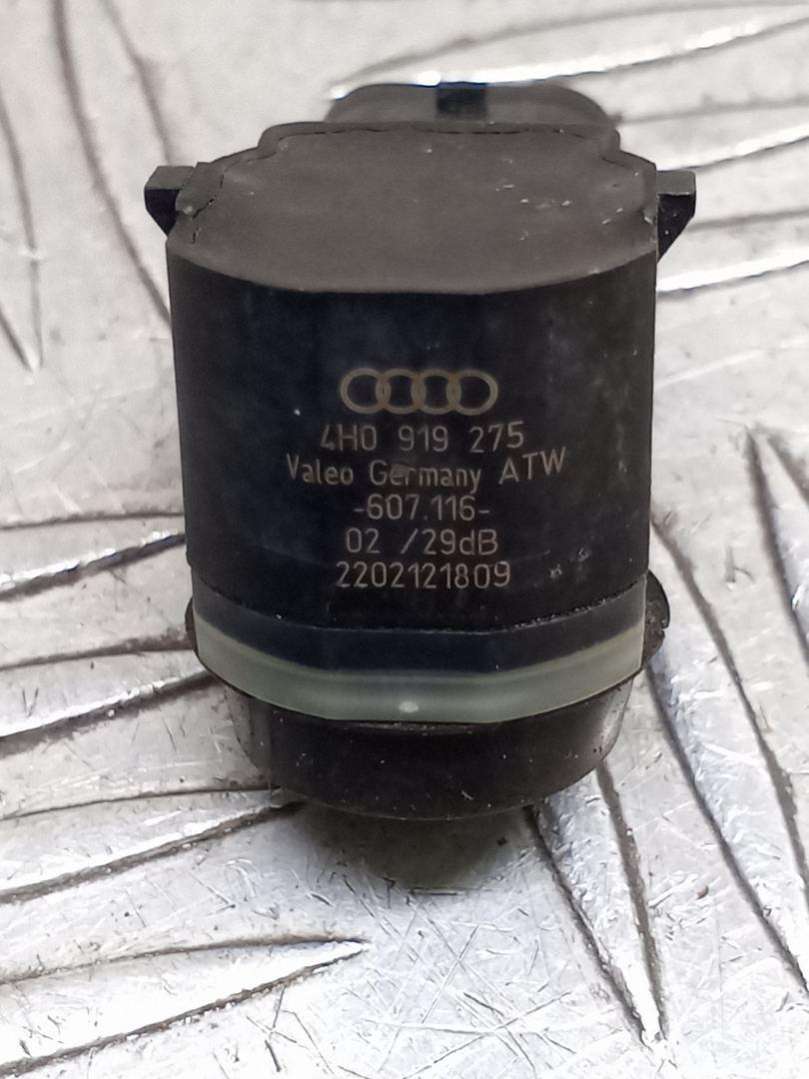 4H0 919 275
Valeo Germany ATW
-607.116-
02 /29dB
2202121809